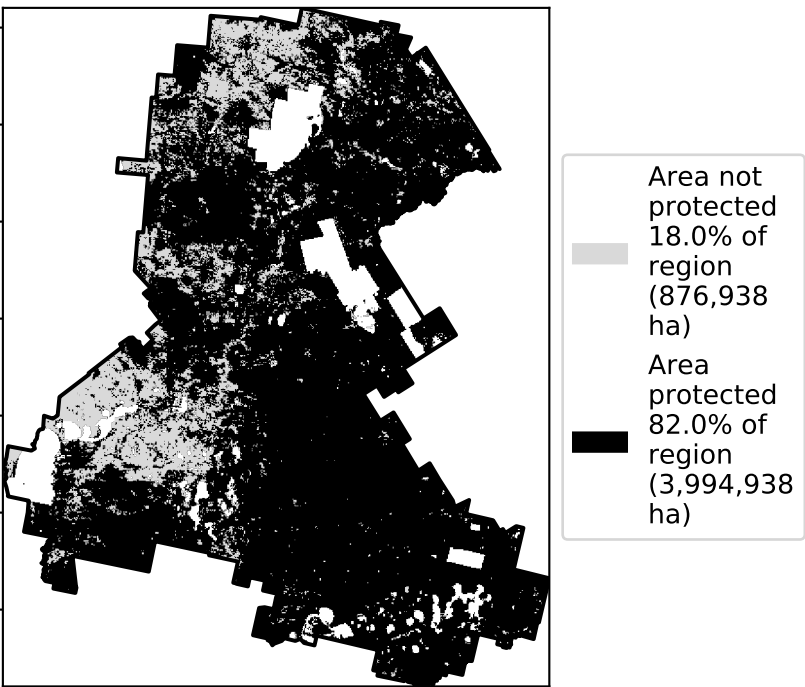 Area not
protected
18.0% of
region
(876,938
ha)
Area
protected
82.0% of
region
(3,994,938
ha)